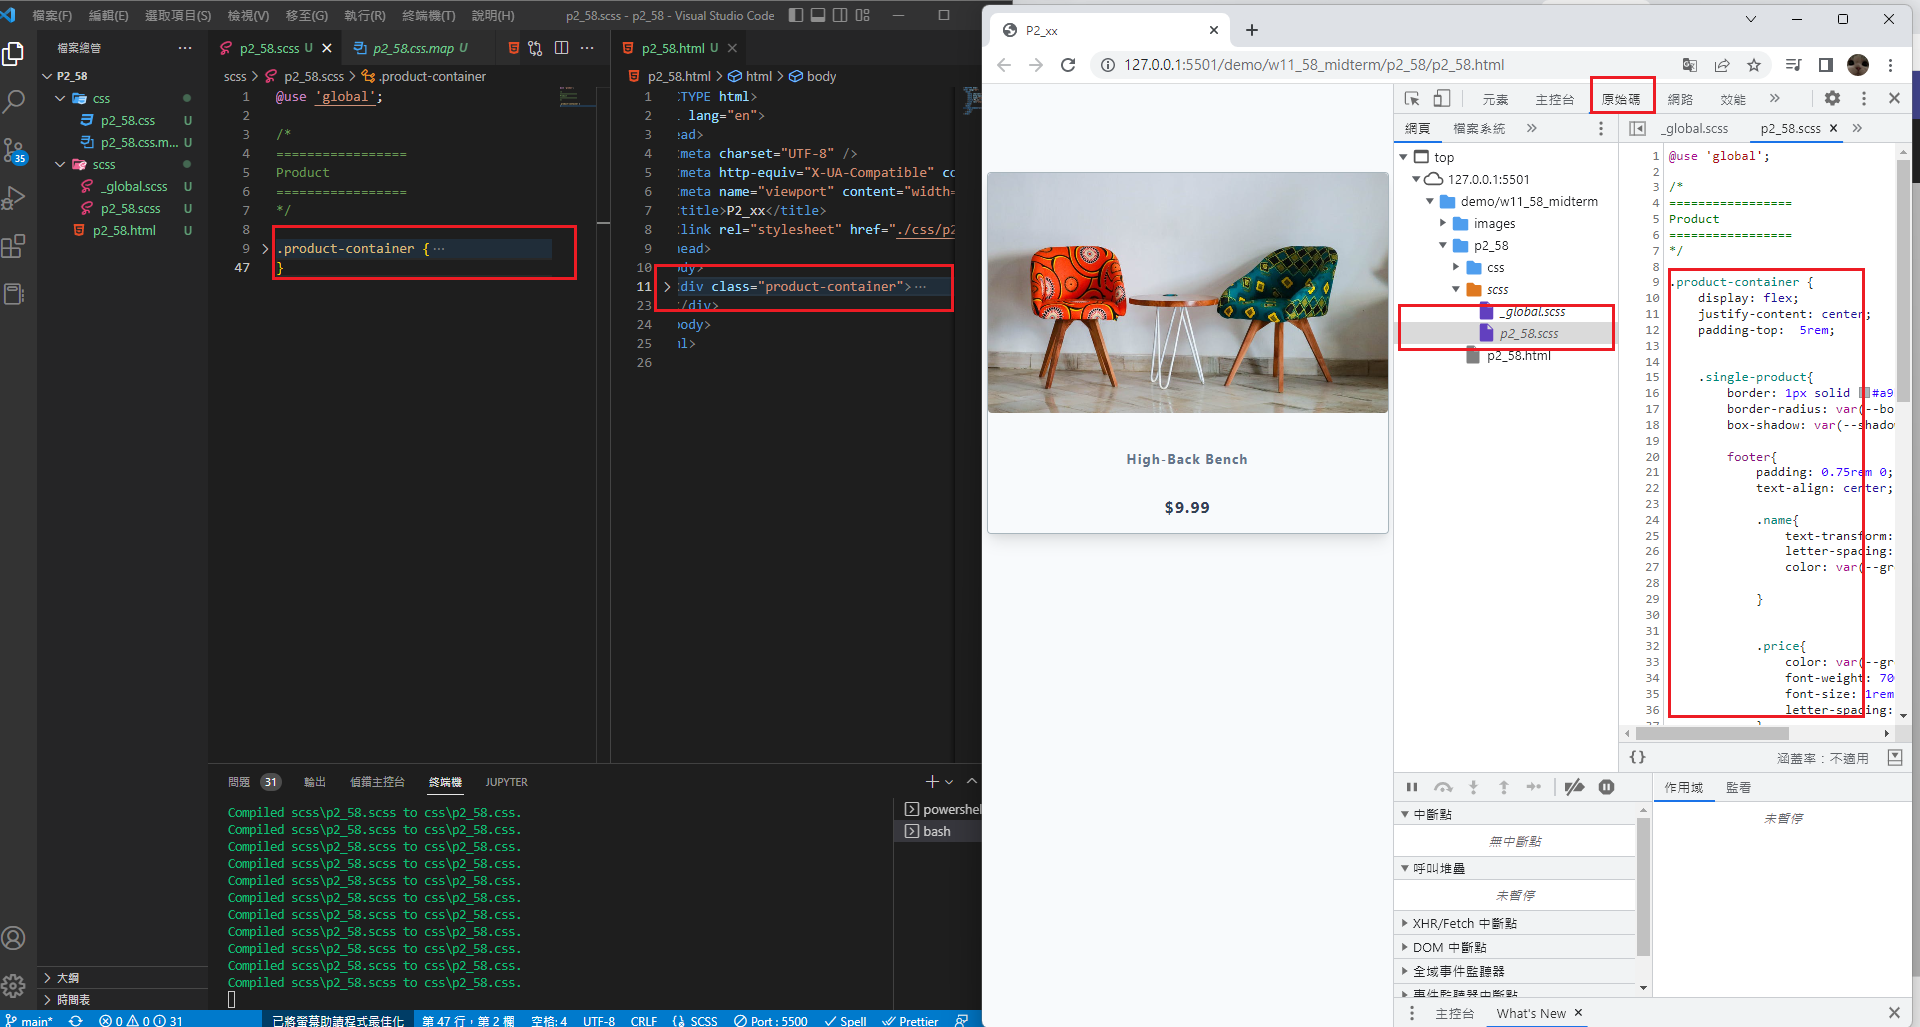 檔案(F) 編輯(E) 選取項目(S) 檢視(V) 移至(G) 執行(R) 終端機(T) 說明(H) p2_58.scss - p2_58 - Visual Studio Code
檔案總管
P2_58
css
p2_58.css U
p2_58.css.m... U
scss
_global.scss U
p2_58.scss U
p2_58.html U
大綱
時間表
35
p2_58.scss U
p2_58.css.map U
scss > p2_58.scss > .product-container
1 @use 'global';
2
3 /*
4 =================
5 Product
6 =================
7 */
8
9 .product-container {
47 }
p2_58.html U
p2_58.html > html > body
1 TYPE html>
2 lang="en">
3 ead>
4 meta charset="UTF-8" />
5 meta http-equiv="X-UA-Compatible" co
6 meta name="viewport" content="width=
7 title>P2_xx</title>
8 link rel="stylesheet" href="./css/p2
9 head>
10 ody>
11 div class="product-container">
23 /div>
24 body>
25 ml>
26
問題 31 輸出 偵錯主控台 終端機 JUPYTER
Compiled scss\p2_58.scss to css\p2_58.css.
Compiled scss\p2_58.scss to css\p2_58.css.
Compiled scss\p2_58.scss to css\p2_58.css.
Compiled scss\p2_58.scss to css\p2_58.css.
Compiled scss\p2_58.scss to css\p2_58.css.
Compiled scss\p2_58.scss to css\p2_58.css.
Compiled scss\p2_58.scss to css\p2_58.css.
Compiled scss\p2_58.scss to css\p2_58.css.
Compiled scss\p2_58.scss to css\p2_58.css.
Compiled scss\p2_58.scss to css\p2_58.css.
Compiled scss\p2_58.scss to css\p2_58.css.
powershel
bash
main* 0 0 31 已將螢幕助讀程式最佳化 第 47 行，第 2 欄 空格: 4 UTF-8 CRLF {} SCSS Port : 5500 Spell Prettier
P2_xx
127.0.0.1:5501/demo/w11_58_midterm/p2_58/p2_58.html
High-Back Bench
$9.99
元素 主控台 原始碼 網路 效能
網頁 檔案系統
top
127.0.0.1:5501
demo/w11_58_midterm
images
p2_58
css
scss
_global.scss
p2_58.scss
p2_58.html
_global.scss p2_58.scss
1 @use 'global';
2
3 /*
4 =================
5 Product
6 =================
7 */
8
9 .product-container {
10 display: flex;
11 justify-content: center;
12 padding-top: 5rem;
13
14
15 .single-product{
16 border: 1px solid #a9
17 border-radius: var(--bo
18 box-shadow: var(--shadow
19
20 footer{
21 padding: 0.75rem 0;
22 text-align: center;
23
24 .name{
25 text-transform:
26 letter-spacing:
27 color: var(--gr
28
29 }
30
31
32 .price{
33 color: var(--gr
34 font-weight: 70
35 font-size: 1rem
36 letter-spacing:
37 }
{} 涵蓋率：不適用
中斷點
無中斷點
呼叫堆疊
未暫停
XHR/Fetch 中斷點
DOM 中斷點
全域事件監聽器
事件監聽器中斷點
作用域 監看
未暫停
主控台 What's New